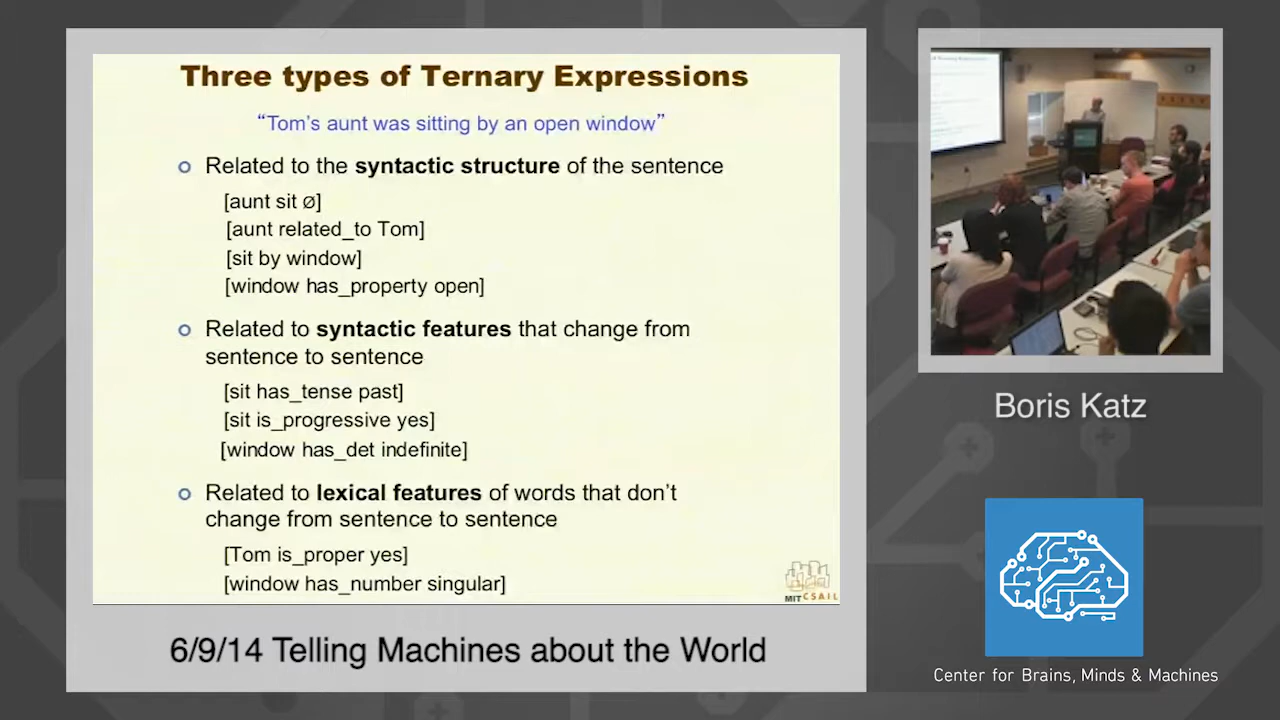 Three types of Ternary Expressions
“Tom’s aunt was sitting by an open window”
Related to the syntactic structure of the sentence
[aunt sit ∅]
[aunt related_to Tom]
[sit by window]
[window has_property open]
Related to syntactic features that change from
sentence to sentence
[sit has_tense past]
[sit is_progressive yes]
[window has_det indefinite]
Related to lexical features of words that don’t
change from sentence to sentence
[Tom is_proper yes]
[window has_number singular]
MIT CSAIL
6/9/14 Telling Machines about the World
Boris Katz
Center for Brains, Minds & Machines